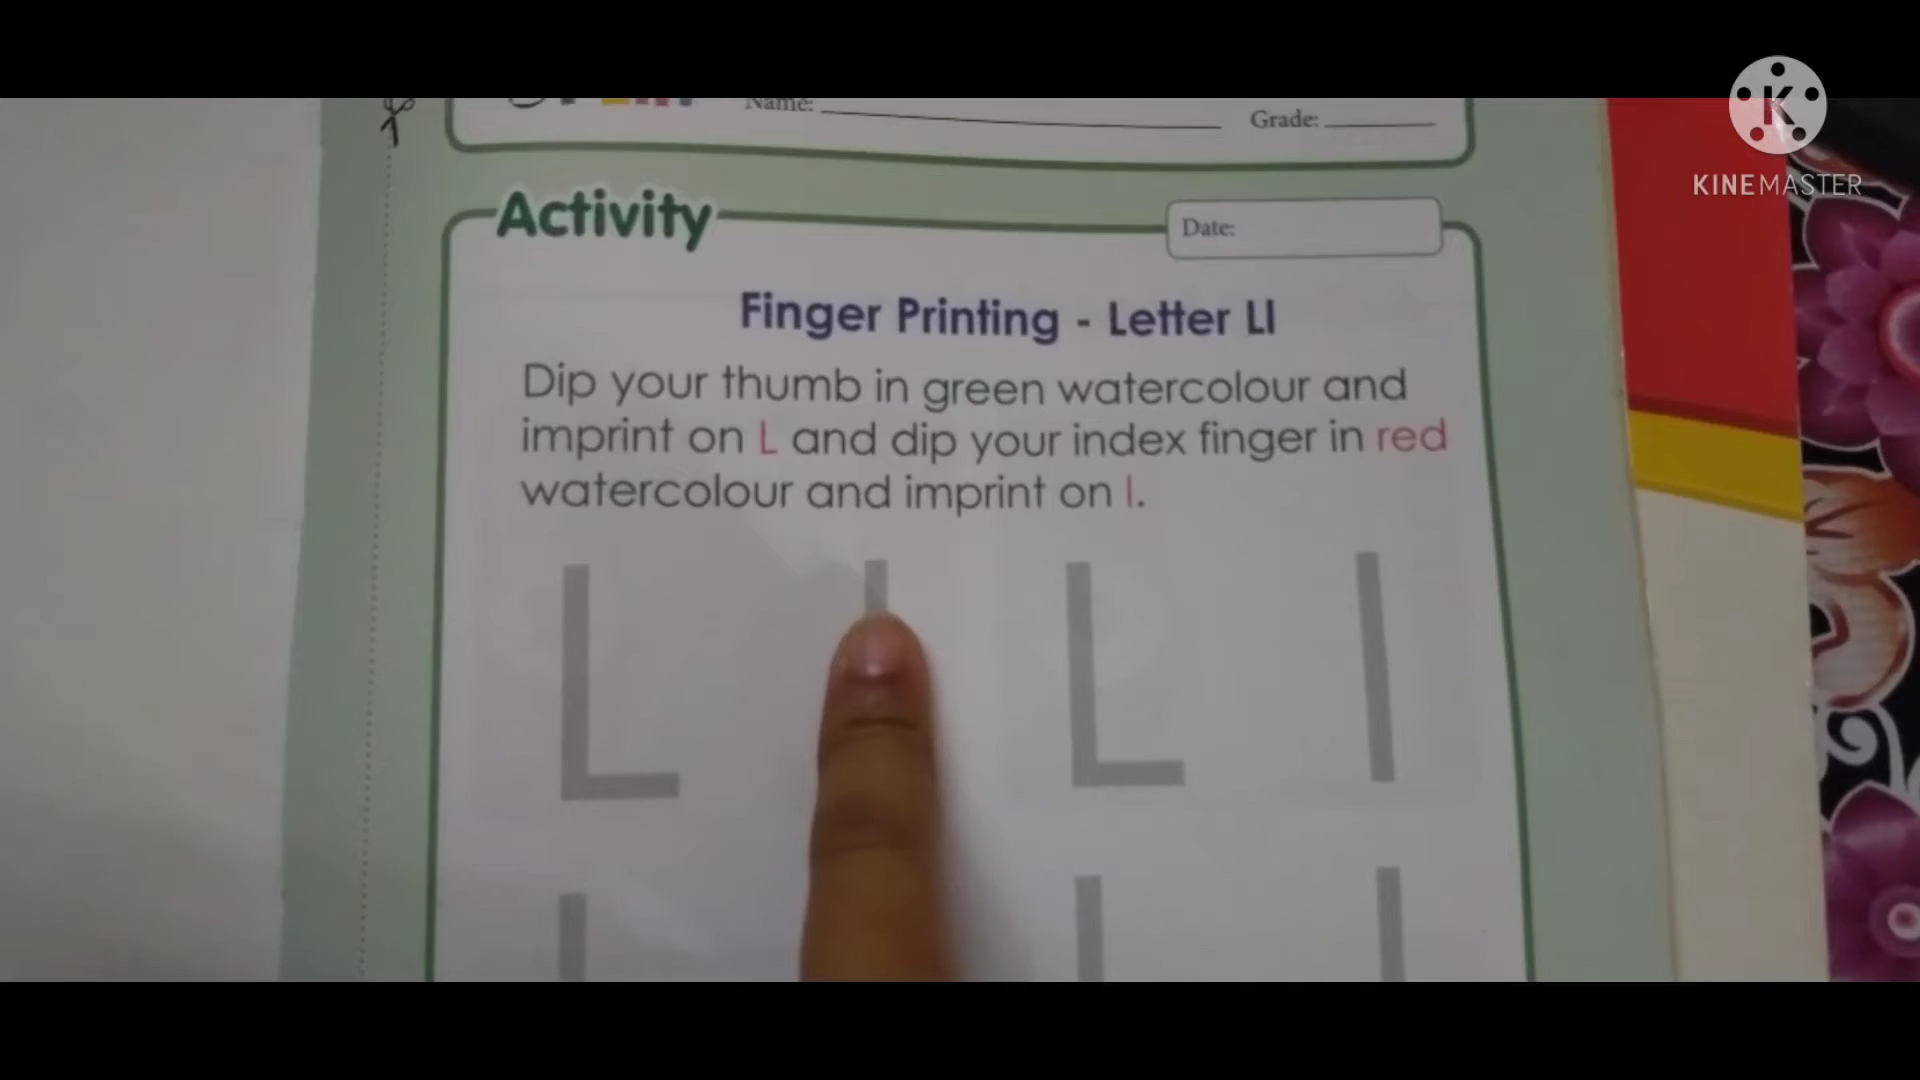 Name: Grade:
Activity
Date:
Finger Printing - Letter Ll
Dip your thumb in green watercolour and
imprint on L and dip your index finger in red
watercolour and imprint on l.
L l L l
K
KINEMASTER